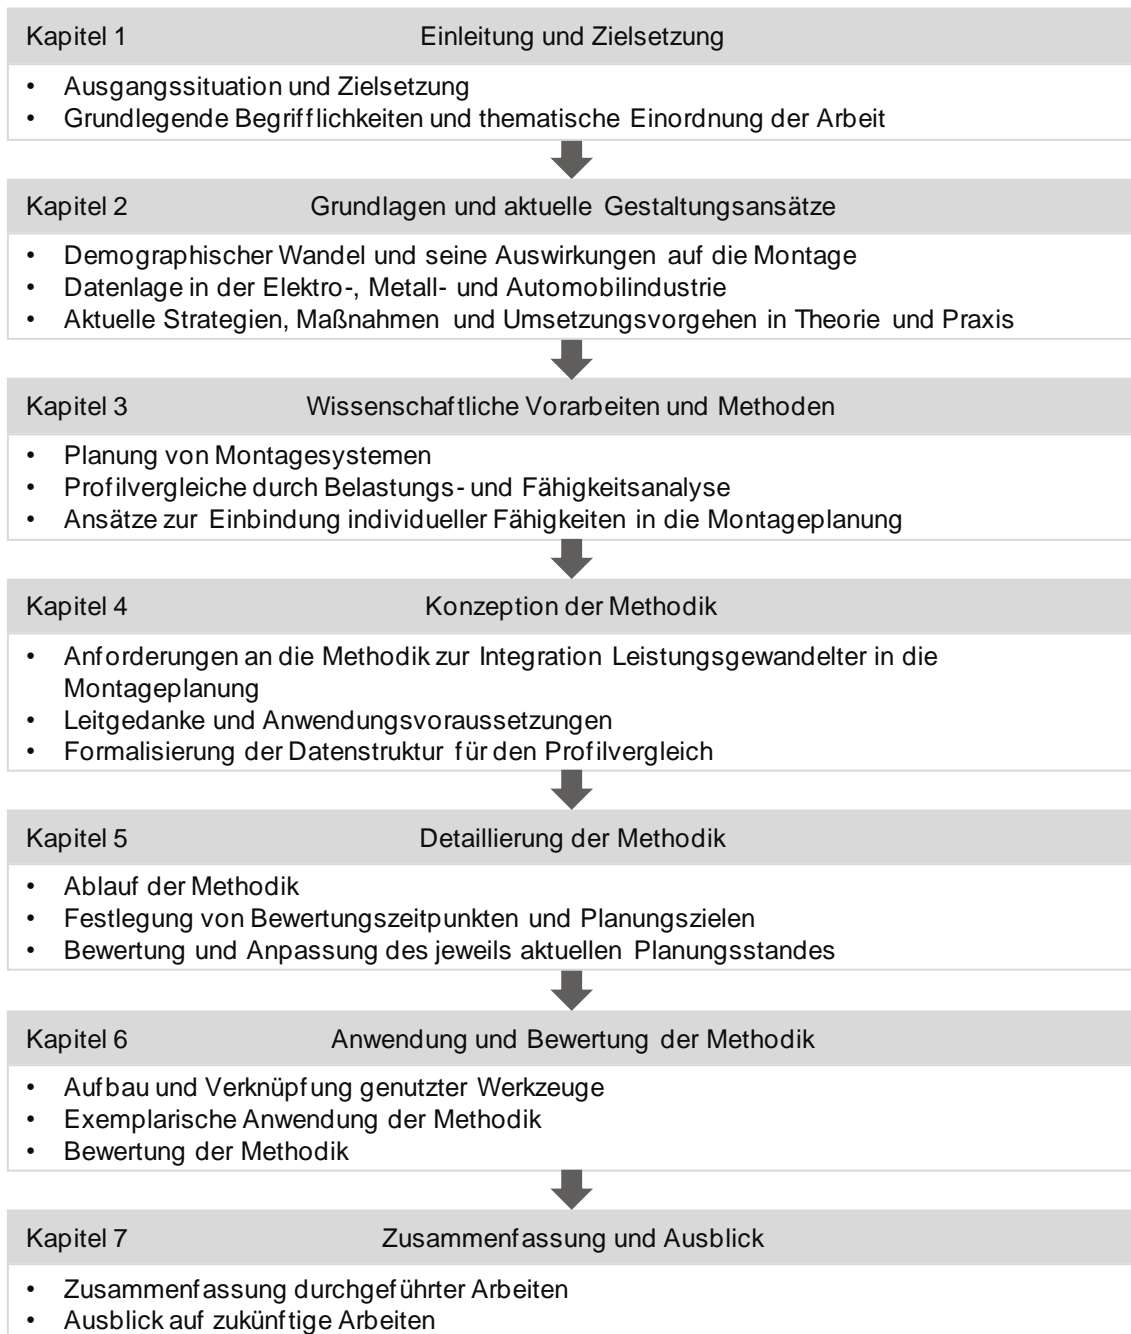 Kapitel 1 Einleitung und Zielsetzung
• Ausgangssituation und Zielsetzung
• Grundlegende Begrifflichkeiten und thematische Einordnung der Arbeit
Kapitel 2 Grundlagen und aktuelle Gestaltungsansätze
• Demographischer Wandel und seine Auswirkungen auf die Montage
• Datenlage in der Elektro-, Metall- und Automobilindustrie
• Aktuelle Strategien, Maßnahmen und Umsetzungsvorgehen in Theorie und Praxis
Kapitel 3 Wissenschaftliche Vorarbeiten und Methoden
• Planung von Montagesystemen
• Profilvergleiche durch Belastungs- und Fähigkeitsanalyse
• Ansätze zur Einbindung individueller Fähigkeiten in die Montageplanung
Kapitel 4 Konzeption der Methodik
• Anforderungen an die Methodik zur Integration Leistungsgewandelter in die
Montageplanung
• Leitgedanke und Anwendungsvoraussetzungen
• Formalisierung der Datenstruktur für den Profilvergleich
Kapitel 5 Detaillierung der Methodik
• Ablauf der Methodik
• Festlegung von Bewertungszeitpunkten und Planungszielen
• Bewertung und Anpassung des jeweils aktuellen Planungsstandes
Kapitel 6 Anwendung und Bewertung der Methodik
• Aufbau und Verknüpfung genutzter Werkzeuge
• Exemplarische Anwendung der Methodik
• Bewertung der Methodik
Kapitel 7 Zusammenfassung und Ausblick
• Zusammenfassung durchgeführter Arbeiten
• Ausblick auf zukünftige Arbeiten